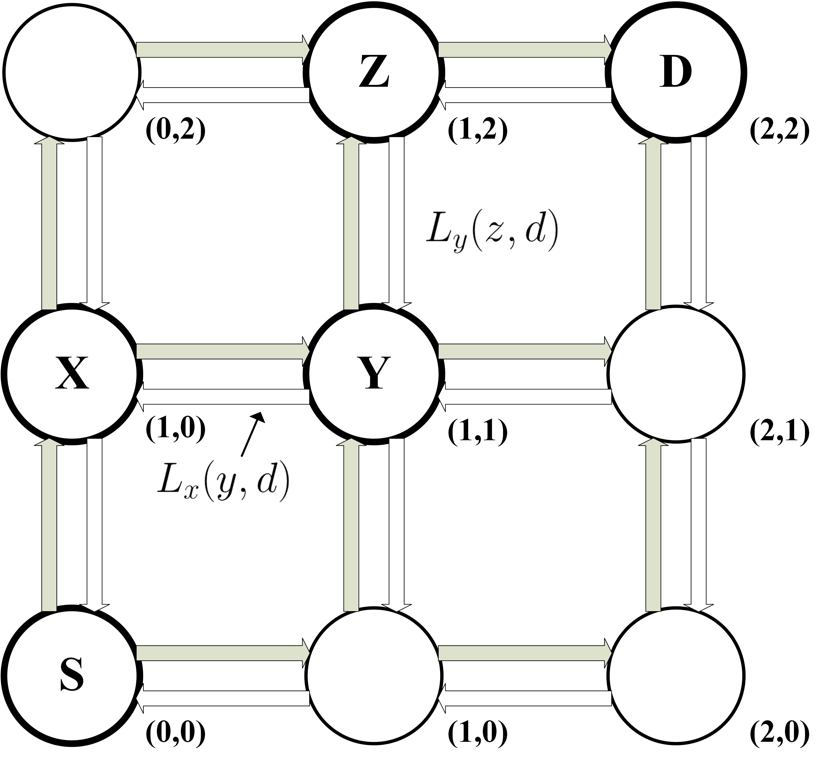 Z
D
(0,2)
(1,2)
(2,2)
L_y(z, d)
X
Y
(1,0)
(1,1)
(2,1)
L_x(y, d)
S
(0,0)
(1,0)
(2,0)